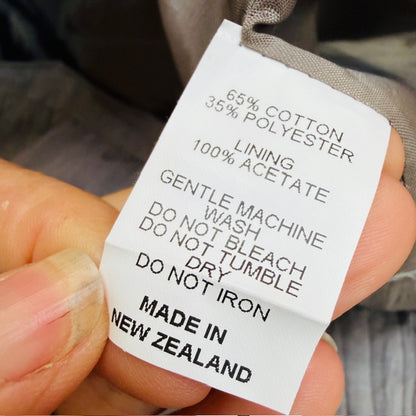 65% COTTON
35% POLYESTER
LINING
100% ACETATE
GENTLE MACHINE
WASH
DO NOT BLEACH
DO NOT TUMBLE
DRY
DO NOT IRON
MADE IN
NEW ZEALAND